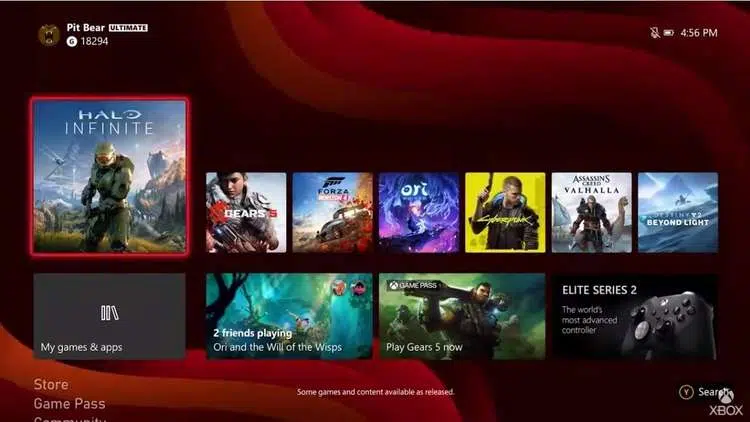 Pit Bear ULTIMATE
G 18294
4:56 PM
HALO
INFINITE
GEARS 5
FORZA
HORIZON 4
ori
Cyberpunk
ASSASSIN'S
CREED
VALHALLA
DESTINY 2
BEYOND LIGHT
My games & apps
2 friends playing
Ori and the Will of the Wisps
GAME PASS
Play Gears 5 now
ELITE SERIES 2
The world's
most advanced
controller
Store
Game Pass
Community
Some games and content available as released.
Y Search
XBOX